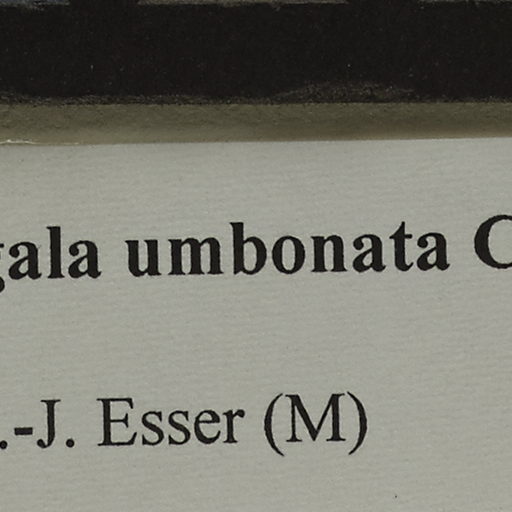 gala umbonata C
.-J. Esser (M)